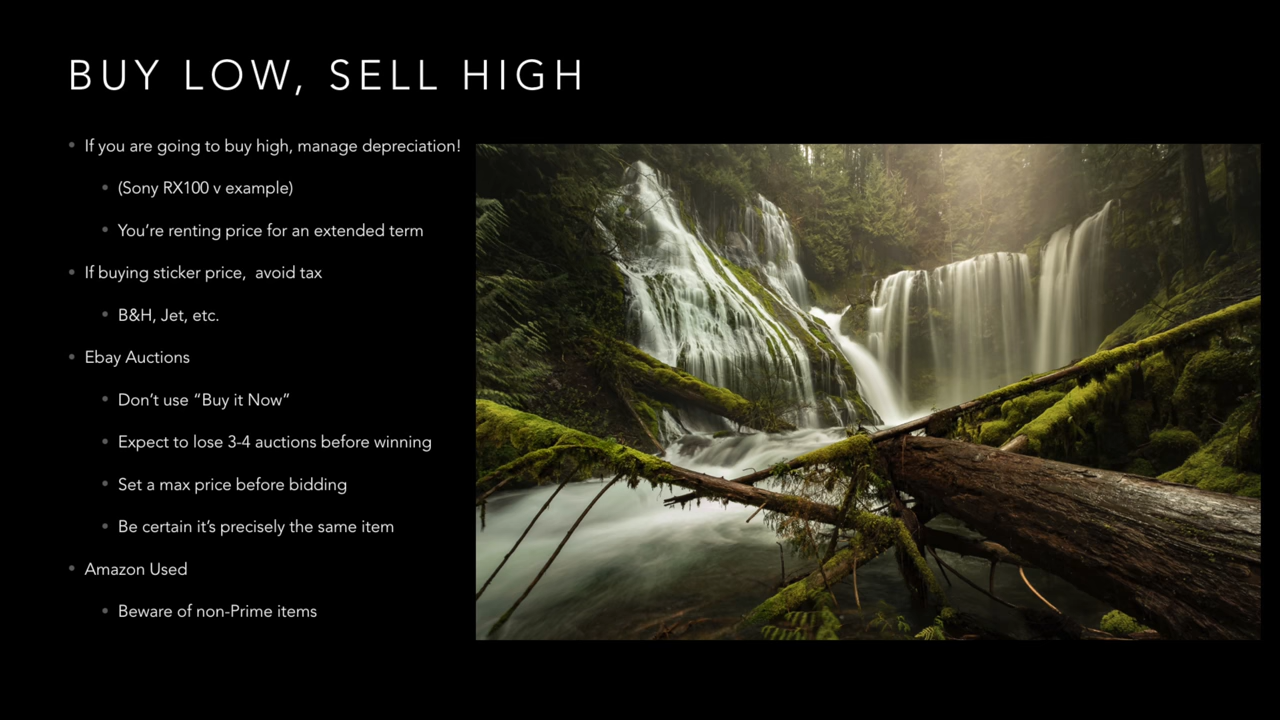 BUY LOW, SELL HIGH
• If you are going to buy high, manage depreciation!
• (Sony RX100 v example)
• You’re renting price for an extended term
• If buying sticker price,  avoid tax
• B&H, Jet, etc.
• Ebay Auctions
• Don’t use “Buy it Now”
• Expect to lose 3-4 auctions before winning
• Set a max price before bidding
• Be certain it’s precisely the same item
• Amazon Used
• Beware of non-Prime items